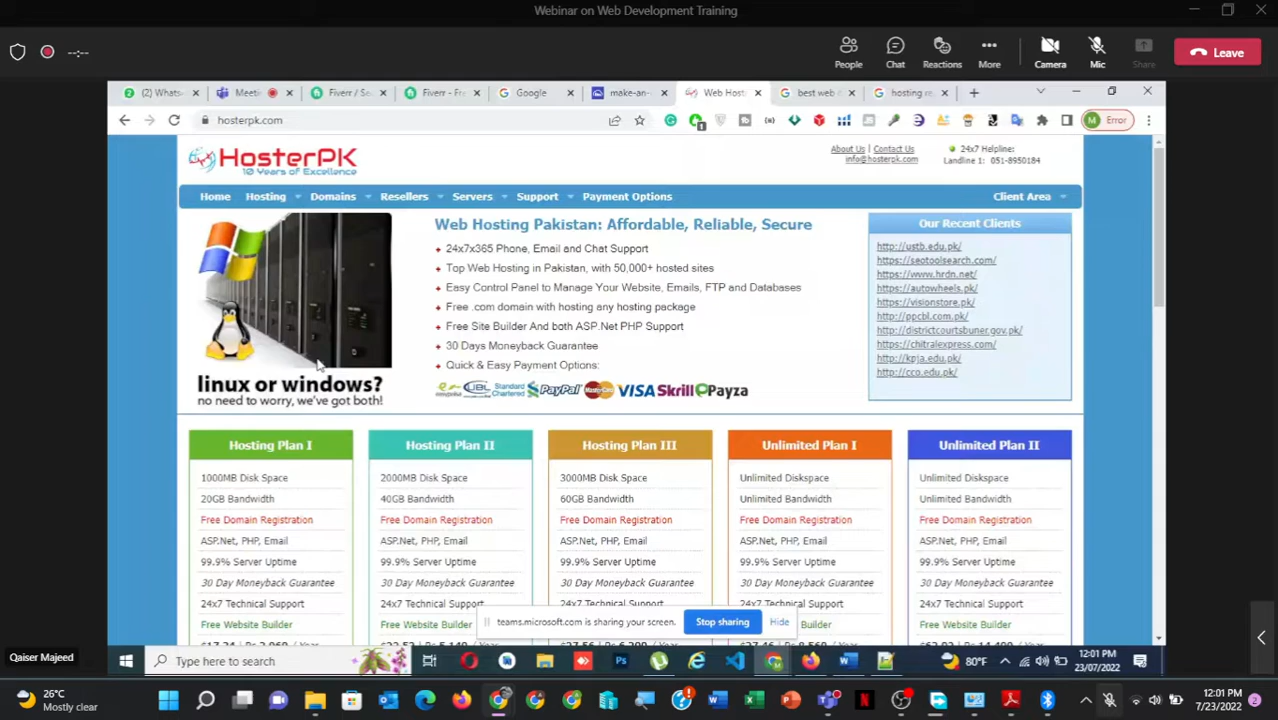 Webinar on Web Development Training
--:--
People
Chat
Reactions
More
Camera
Mic
Share
Leave
(2) Whats
Meetin
Fiverr / Se
Fiverr - Fre
Google
make-an-
Web Host
best web d
hosting re
hosterpk.com
M Error
HosterPK
10 Years of Excellence
About Us | Contact Us
info@hosterpk.com
24x7 Helpline:
Landline 1: 051-8950184
Home
Hosting
Domains
Resellers
Servers
Support
Payment Options
Client Area
linux or windows?
no need to worry, we've got both!
Web Hosting Pakistan: Affordable, Reliable, Secure
24x7x365 Phone, Email and Chat Support
Top Web Hosting in Pakistan, with 50,000+ hosted sites
Easy Control Panel to Manage Your Website, Emails, FTP and Databases
Free .com domain with hosting any hosting package
Free Site Builder And both ASP.Net PHP Support
30 Days Moneyback Guarantee
Quick & Easy Payment Options:
UBL Standard Chartered PayPal VISA Skrill Payza
Our Recent Clients
http://ustb.edu.pk/
https://seotoolsearch.com/
https://www.hrdn.net/
https://autowheels.pk/
https://visionstore.pk/
http://ppcbl.com.pk/
http://districtcourtsbuner.gov.pk/
https://chitralexpress.com/
http://kpja.edu.pk/
http://cco.edu.pk/
Hosting Plan I
1000MB Disk Space
20GB Bandwidth
Free Domain Registration
ASP.Net, PHP, Email
99.9% Server Uptime
30 Day Moneyback Guarantee
24x7 Technical Support
Free Website Builder
Hosting Plan II
2000MB Disk Space
40GB Bandwidth
Free Domain Registration
ASP.Net, PHP, Email
99.9% Server Uptime
30 Day Moneyback Guarantee
24x7 Technical Support
Free Website Builder
Hosting Plan III
3000MB Disk Space
60GB Bandwidth
Free Domain Registration
ASP.Net, PHP, Email
99.9% Server Uptime
30 Day Moneyback Guarantee
24x7 Technical Support
Unlimited Plan I
Unlimited Diskspace
Unlimited Bandwidth
Free Domain Registration
ASP.Net, PHP, Email
99.9% Server Uptime
30 Day Moneyback Guarantee
24x7 Technical Support
Builder
Unlimited Plan II
Unlimited Diskspace
Unlimited Bandwidth
Free Domain Registration
ASP.Net, PHP, Email
99.9% Server Uptime
30 Day Moneyback Guarantee
24x7 Technical Support
Free Website Builder
teams.microsoft.com is sharing your screen.
Stop sharing
Hide
Qaiser Majeed
Type here to search
80°F
12:01 PM
23/07/2022
26°C
Mostly clear
12:01 PM
7/23/2022
2